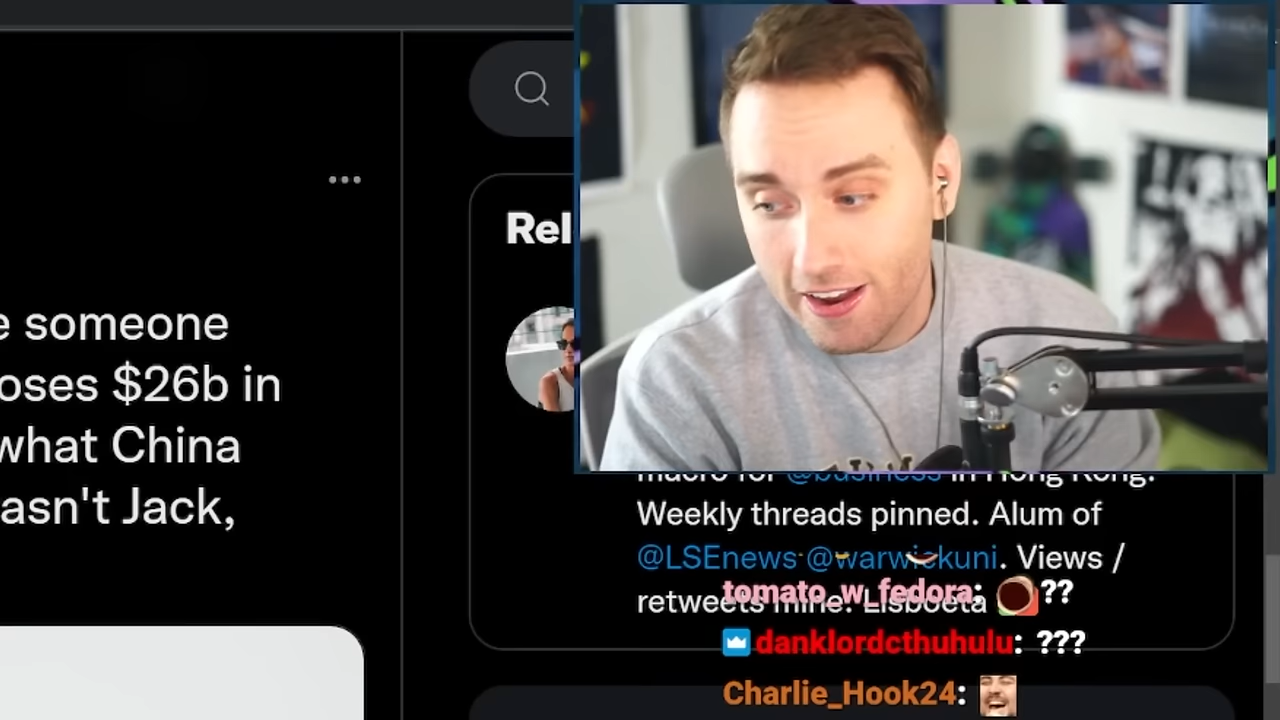 e someone
oses $26b in
what China
asn't Jack,
Rel
macro for @business in Hong Kong.
Weekly threads pinned. Alum of
@LSEnews @warwickuni. Views /
retweets mine. Lisboeta
tomato_w_fedora: ??
danklordcthuhulu: ???
Charlie_Hook24: